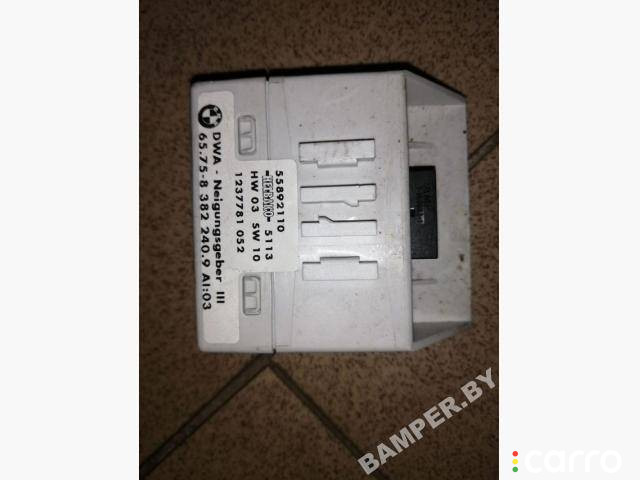 DWA - Neigungsgeber III
65.75-8 382 240.9 AI:03
55892110
MECBALCO 5113
HW 03 SW 10
1237781 052
BAMPER.BY
carro